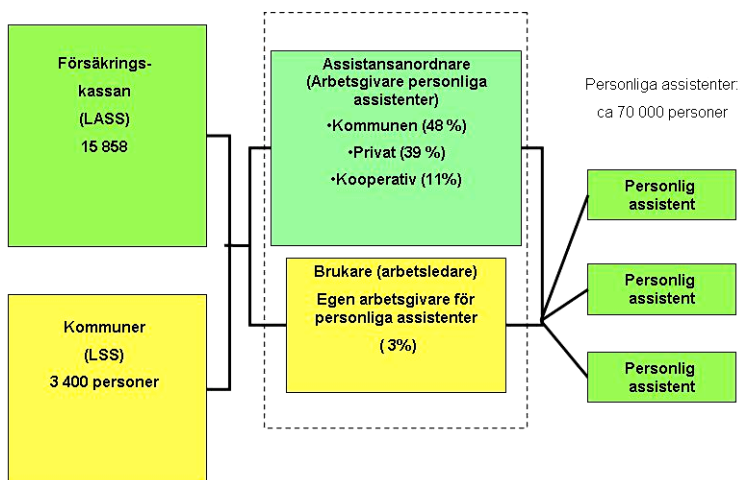 Försäkrings-
kassan
(LASS)
15 858
Kommuner
(LSS)
3 400 personer
Assistansanordnare
(Arbetsgivare personliga
assistenter)
•Kommunen (48 %)
•Privat (39 %)
•Kooperativ (11%)
Brukare (arbetsledare)
Egen arbetsgivare för
personliga assistenter
( 3%)
Personliga assistenter:
ca 70 000 personer
Personlig
assistent
Personlig
assistent
Personlig
assistent